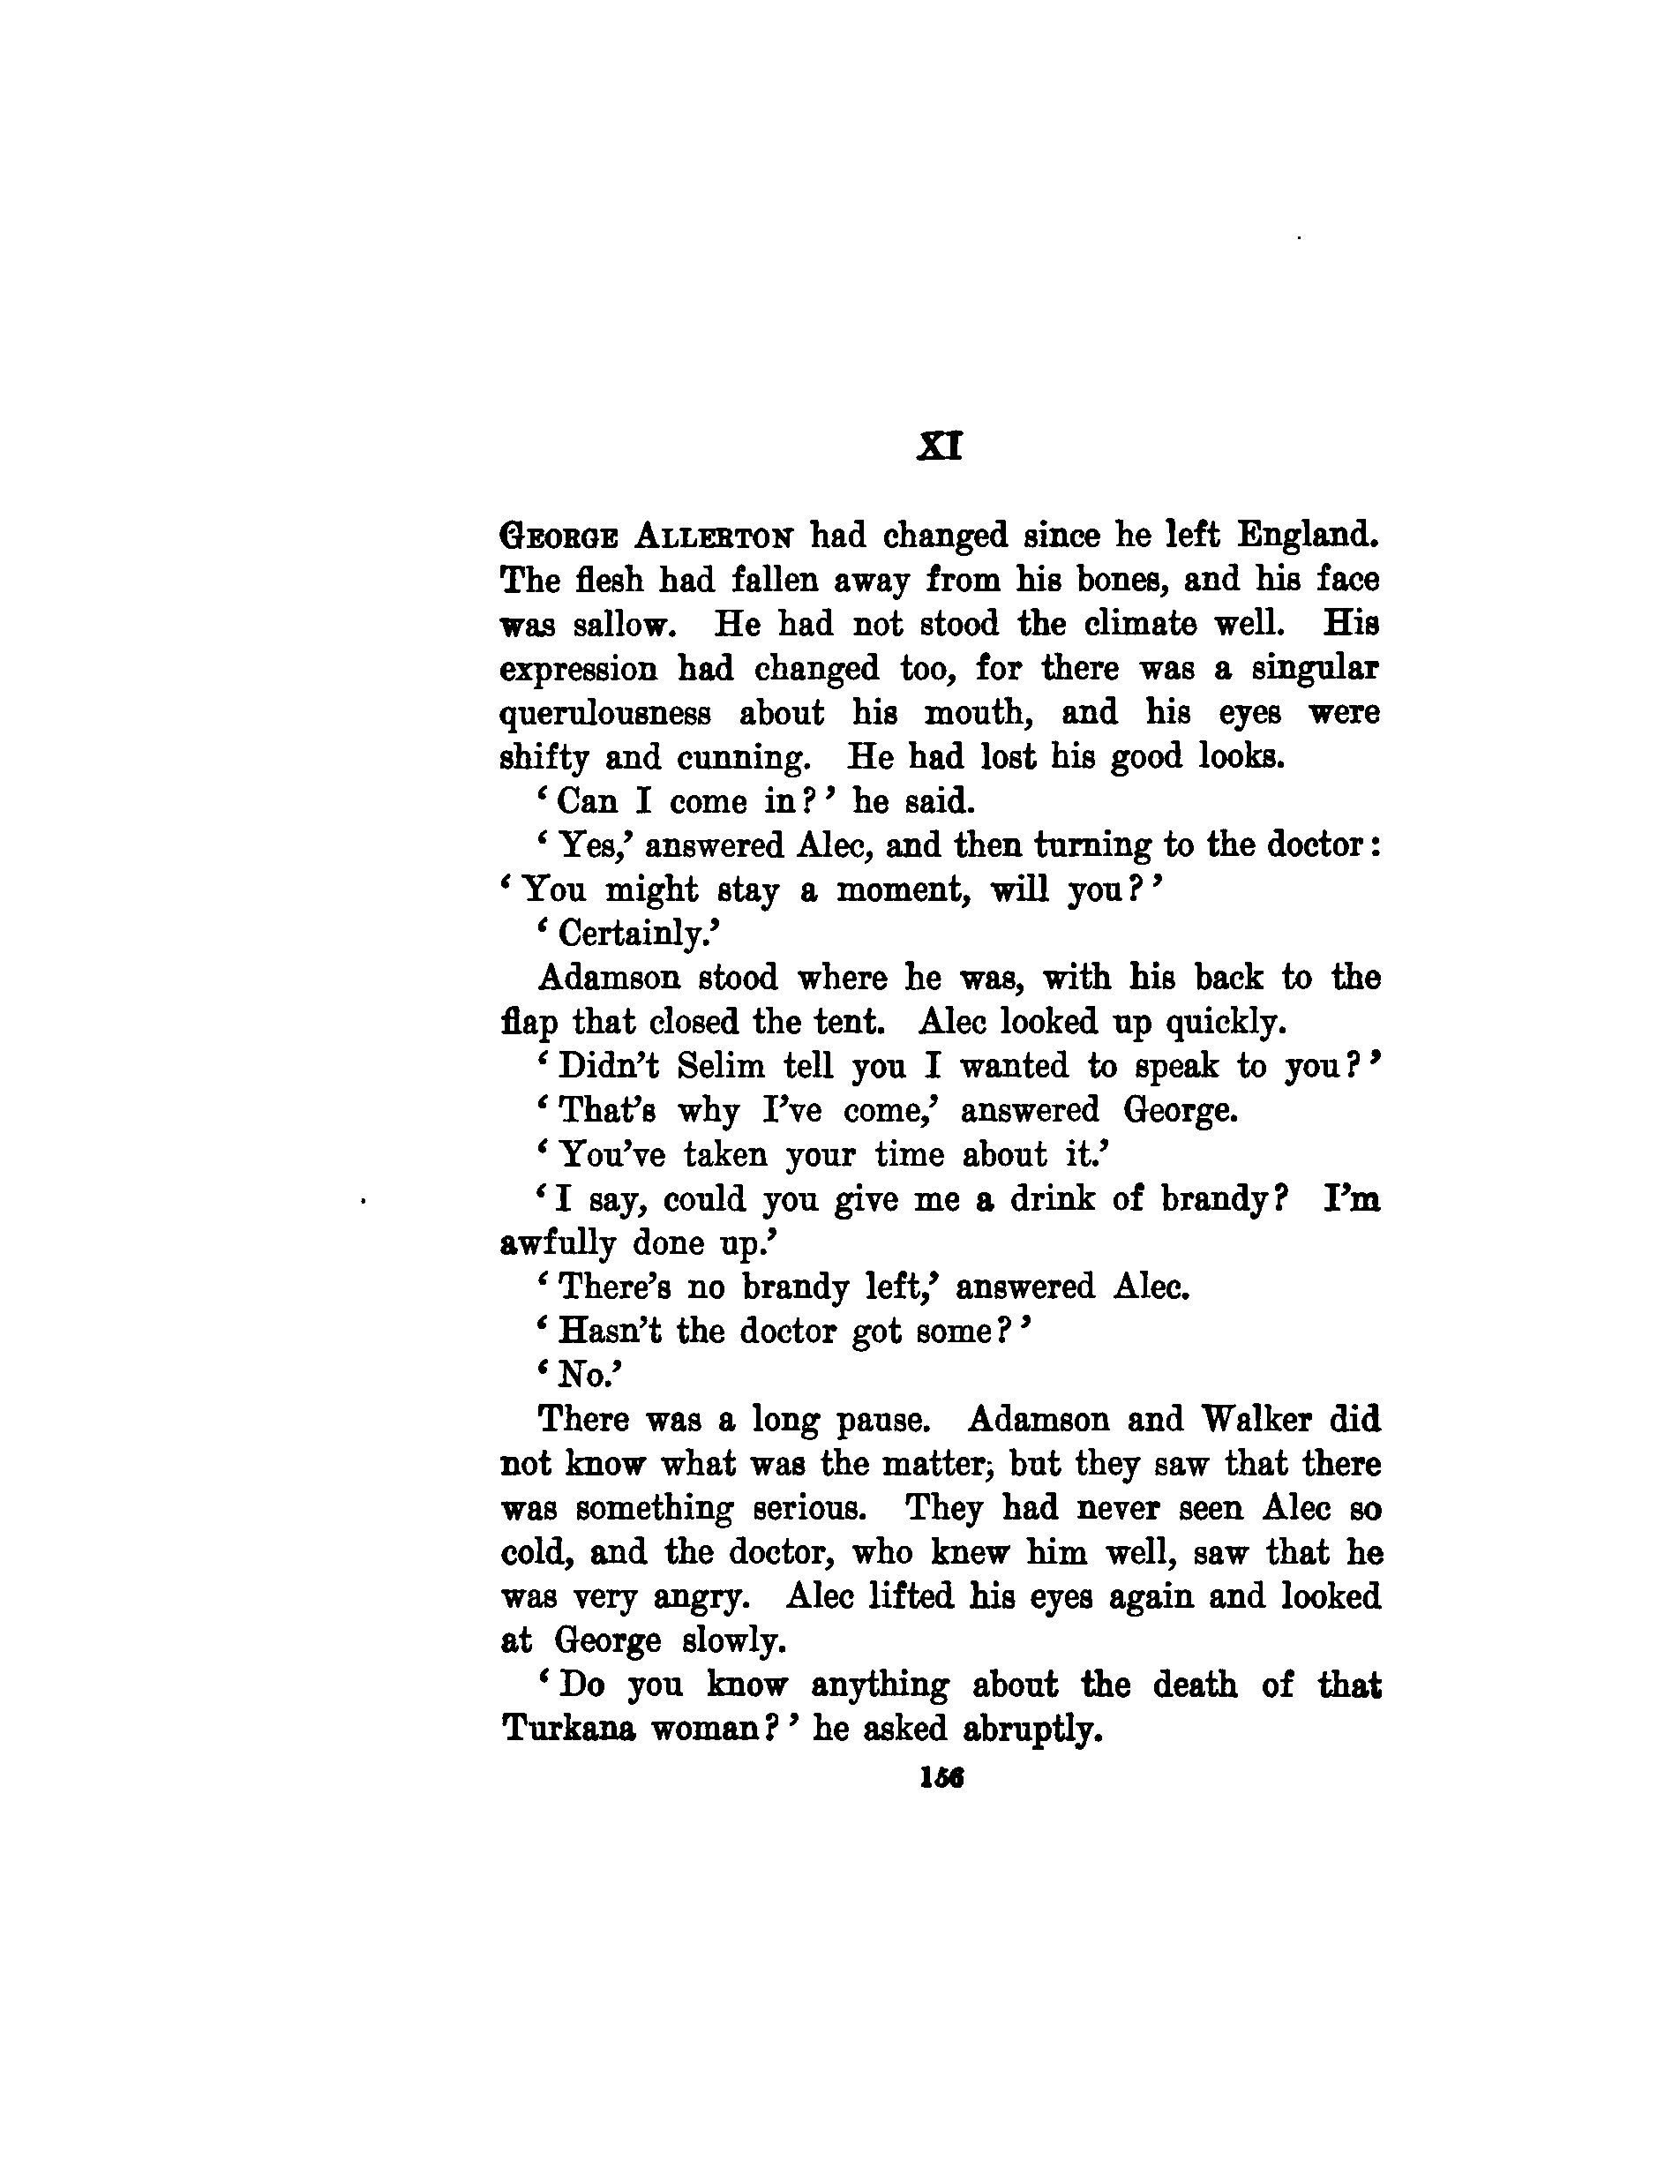 XI
GEORGE ALLERTON had changed since he left England.
The flesh had fallen away from his bones, and his face
was sallow. He had not stood the climate well. His
expression had changed too, for there was a singular
querulousness about his mouth, and his eyes were
shifty and cunning. He had lost his good looks.
‘Can I come in?’ he said.
‘Yes,’ answered Alec, and then turning to the doctor:
‘You might stay a moment, will you?’
‘Certainly.’
Adamson stood where he was, with his back to the
flap that closed the tent. Alec looked up quickly.
‘Didn’t Selim tell you I wanted to speak to you?’
‘That’s why I’ve come,’ answered George.
‘You’ve taken your time about it.’
‘I say, could you give me a drink of brandy? I’m
awfully done up.’
‘There’s no brandy left,’ answered Alec.
‘Hasn’t the doctor got some?’
‘No.’
There was a long pause. Adamson and Walker did
not know what was the matter; but they saw that there
was something serious. They had never seen Alec so
cold, and the doctor, who knew him well, saw that he
was very angry. Alec lifted his eyes again and looked
at George slowly.
‘Do you know anything about the death of that
Turkana woman?’ he asked abruptly.
156